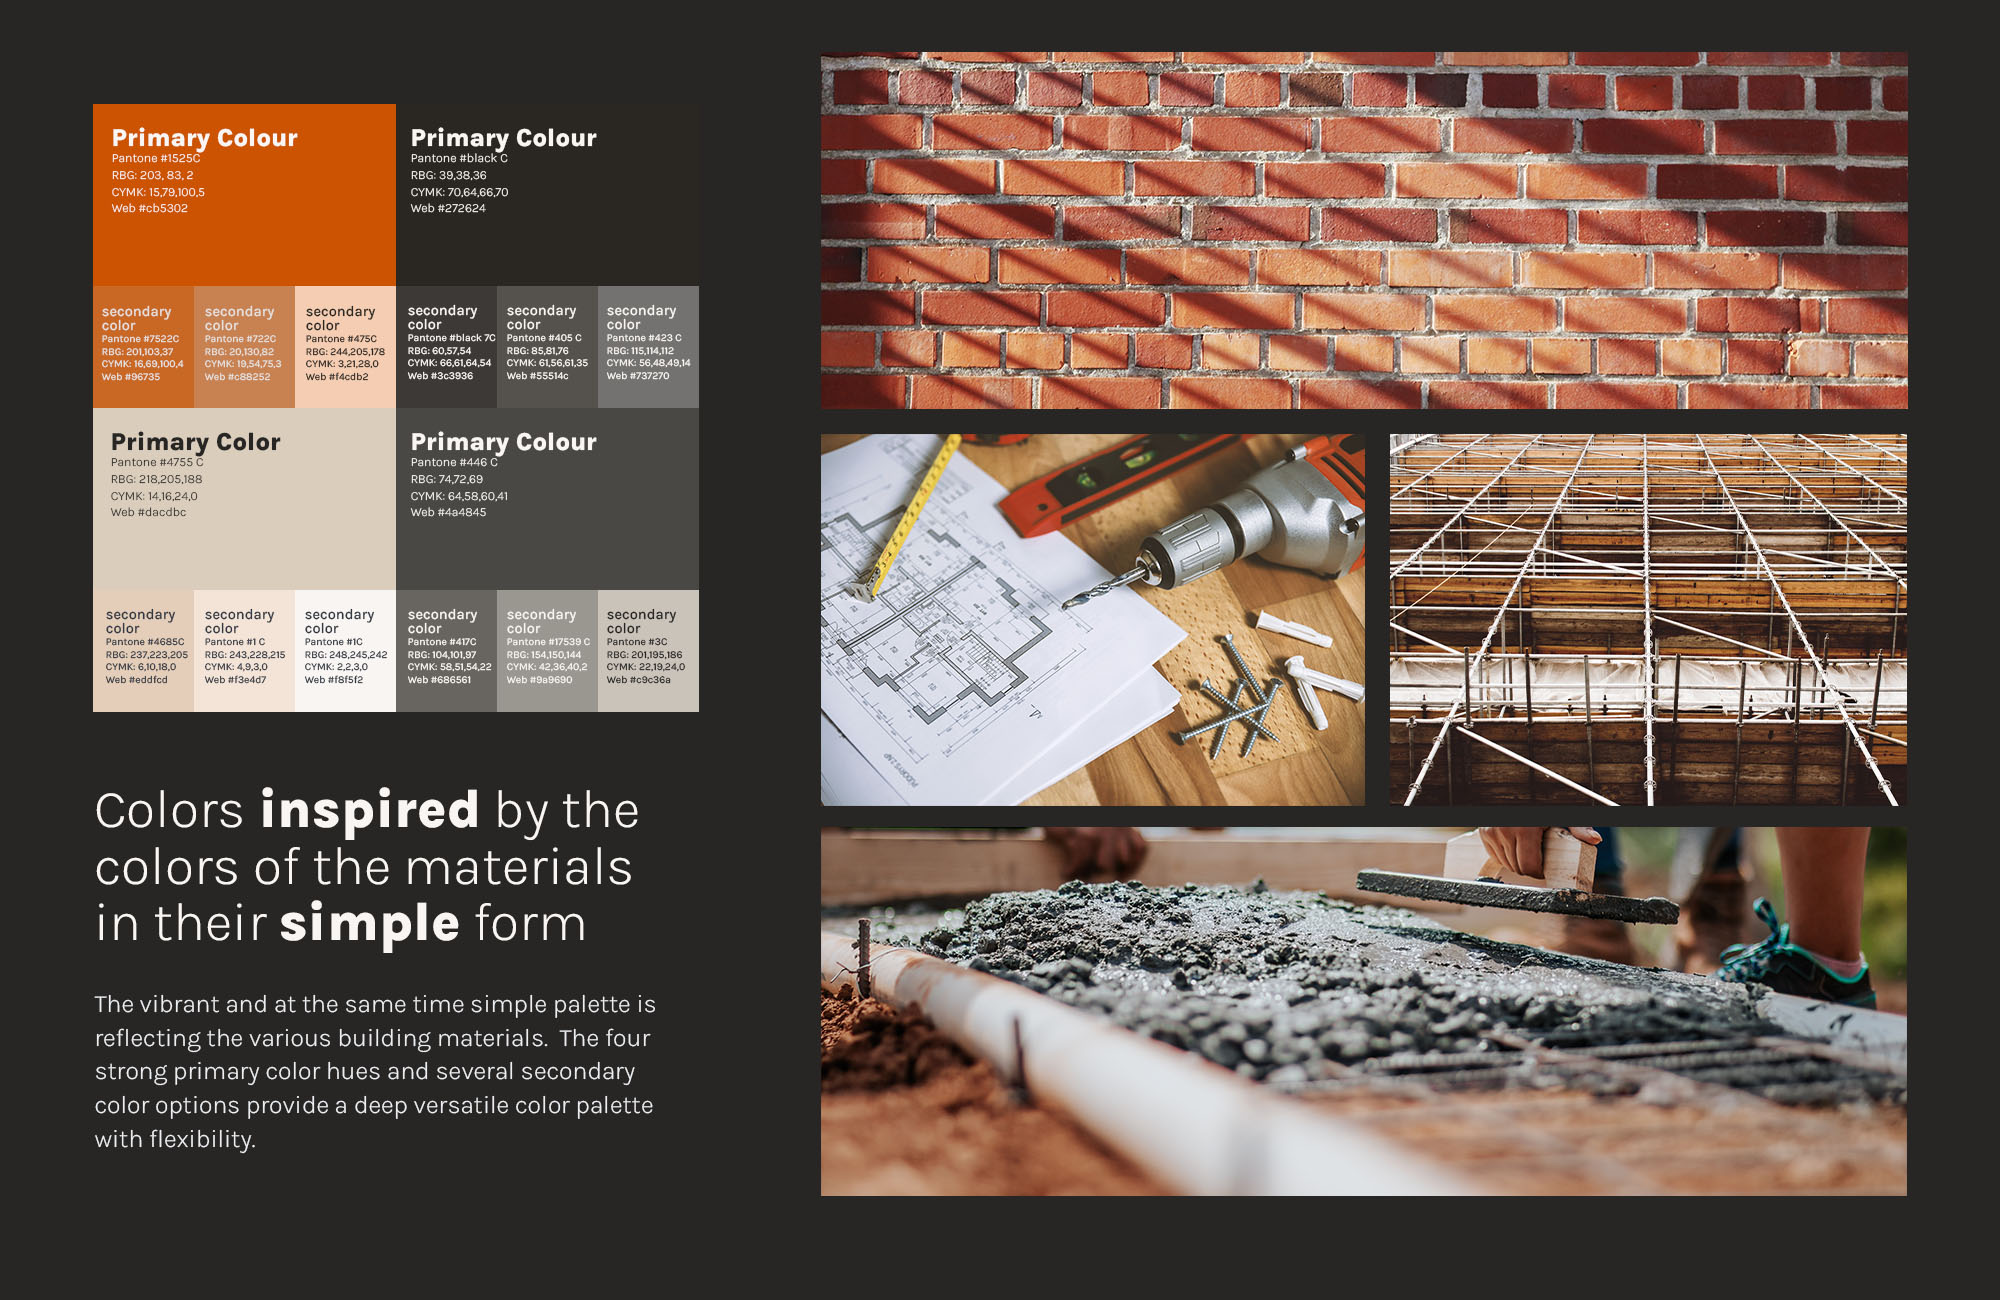 Primary Colour
Pantone #1525C
RBG: 203, 83, 2
CYMK: 15,79,100,5
Web #cb5302
Primary Colour
Pantone #black C
RBG: 39,38,36
CYMK: 70,64,66,70
Web #272624
secondary
color
Pantone #7522C
RBG: 201,103,37
CYMK: 16,69,100,4
Web #96735
secondary
color
Pantone #722C
RBG: 20,130,82
CYMK: 19,54,75,3
Web #c88252
secondary
color
Pantone #475C
RBG: 244,205,178
CYMK: 3,21,28,0
Web #f4cdb2
secondary
color
Pantone #black 7C
RBG: 60,57,54
CYMK: 66,61,64,54
Web #3c3936
secondary
color
Pantone #405 C
RBG: 85,81,76
CYMK: 61,56,61,35
Web #55514c
secondary
color
Pantone #423 C
RBG: 115,114,112
CYMK: 56,48,49,14
Web #737270
Primary Color
Pantone #4755 C
RBG: 218,205,188
CYMK: 14,16,24,0
Web #dacdbc
Primary Colour
Pantone #446 C
RBG: 74,72,69
CYMK: 64,58,60,41
Web #4a4845
secondary
color
Pantone #4685C
RBG: 237,223,205
CYMK: 6,10,18,0
Web #eddfcd
secondary
color
Pantone #1 C
RBG: 243,228,215
CYMK: 4,9,3,0
Web #f3e4d7
secondary
color
Pantone #1C
RBG: 248,245,242
CYMK: 2,2,3,0
Web #f8f5f2
secondary
color
Pantone #417C
RBG: 104,101,97
CYMK: 58,51,54,22
Web #686561
secondary
color
Pantone #17539 C
RBG: 154,150,144
CYMK: 42,36,40,2
Web #9a9690
secondary
color
Pantone #3C
RBG: 201,195,186
CYMK: 22,19,24,0
Web #c9c36a
Colors inspired by the
colors of the materials
in their simple form
The vibrant and at the same time simple palette is
reflecting the various building materials.  The four
strong primary color hues and several secondary
color options provide a deep versatile color palette
with flexibility.